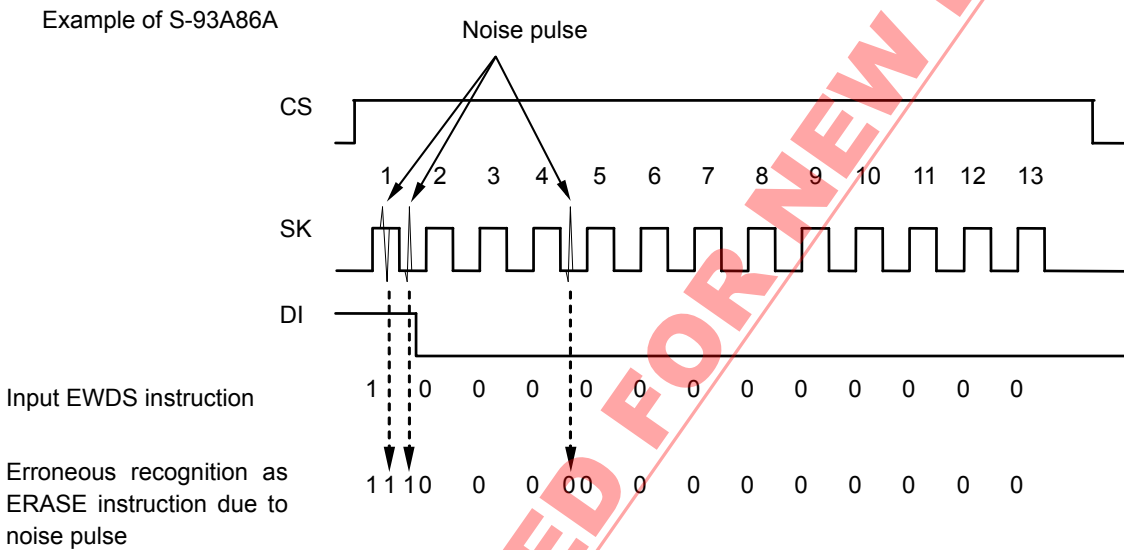 Example of S-93A86A
Noise pulse
CS
1 2 3 4 5 6 7 8 9 10 11 12 13
SK
DI
Input EWDS instruction 1 0 0 0 0 0 0 0 0 0 0 0 0
Erroneous recognition as
ERASE instruction due to
noise pulse
1 1 1 0 0 0 0 0 0 0 0 0 0 0 0 0
ED FOR NEW